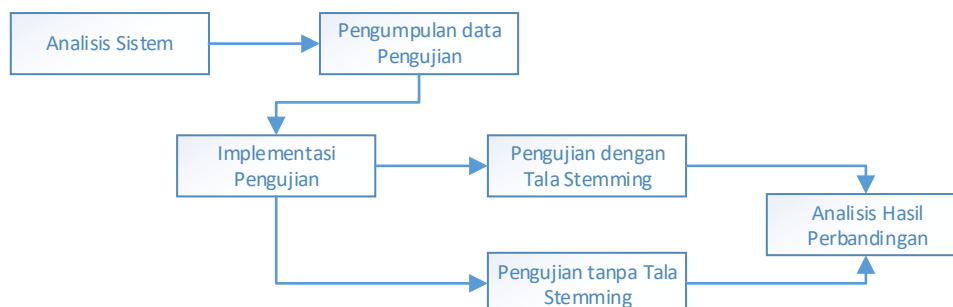 Analisis Sistem
Pengumpulan data
Pengujian
Implementasi
Pengujian
Pengujian dengan
Tala Stemming
Analisis Hasil
Perbandingan
Pengujian tanpa Tala
Stemming